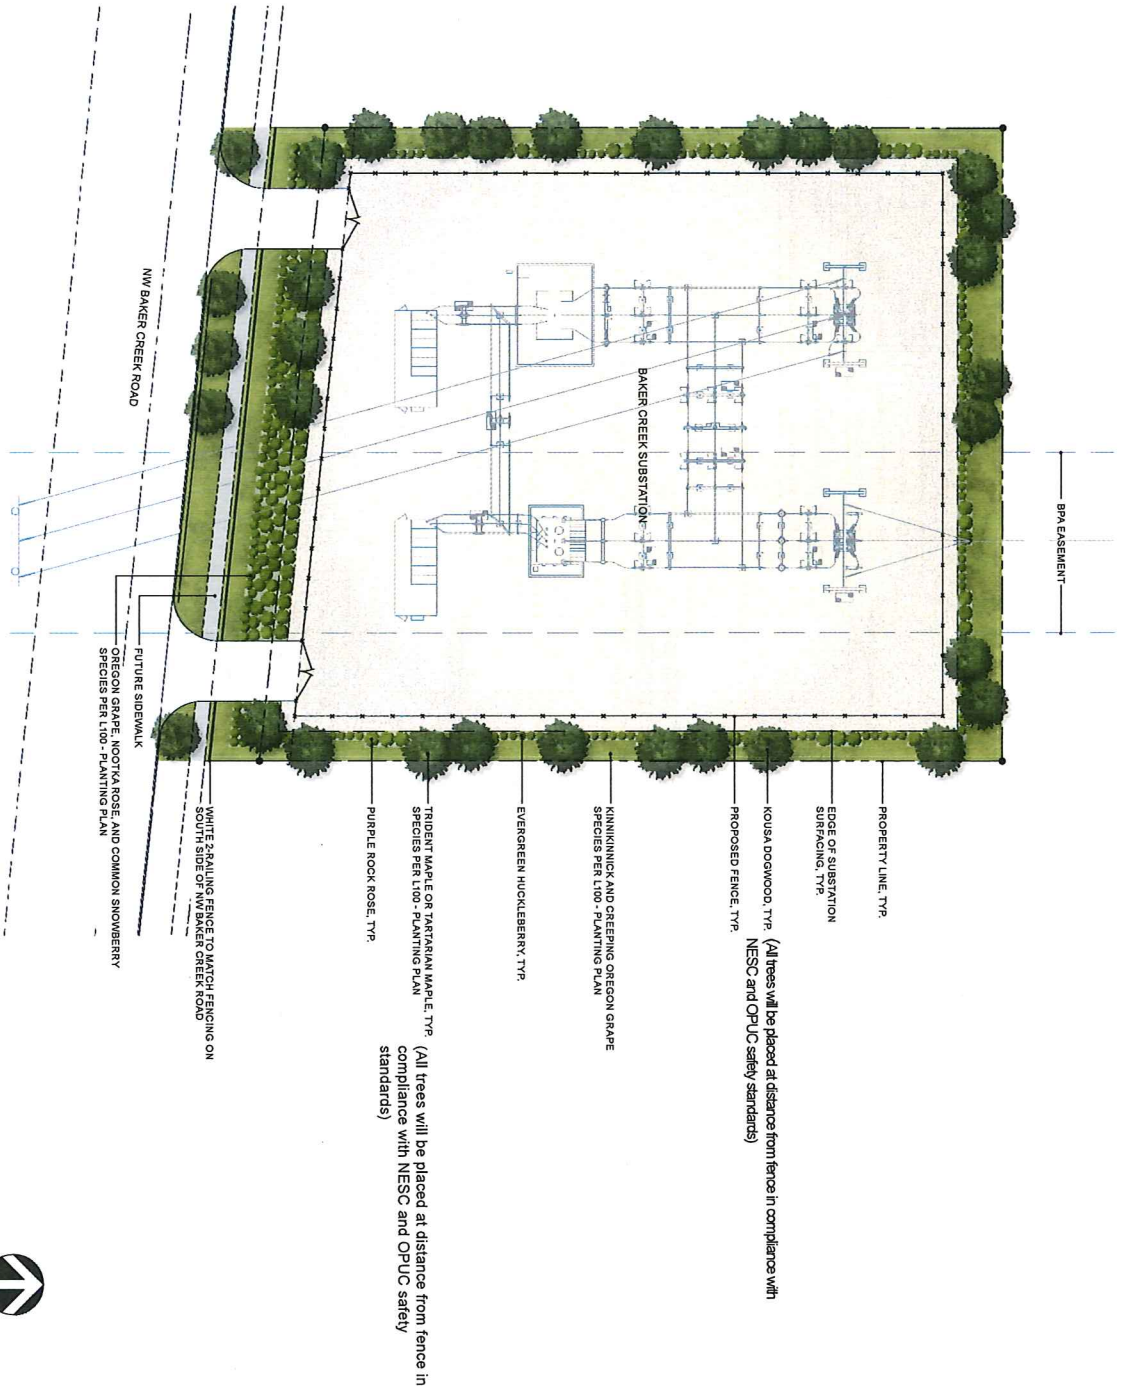 BPA EASEMENT
BAKER CREEK SUBSTATION
NW BAKER CREEK ROAD
PROPERTY LINE, TYP.
EDGE OF SUBSTATION
SURFACING, TYP.
KOUSA DOGWOOD, TYP. (All trees will be placed at distance from fence in compliance with
NESC and OPUC safety standards)
PROPOSED FENCE, TYP.
KINNIKINNICK AND CREEPING OREGON GRAPE
SPECIES PER L100 - PLANTING PLAN
EVERGREEN HUCKLEBERRY, TYP.
TRIDENT MAPLE OR TARTARIAN MAPLE, TYP.
SPECIES PER L100 - PLANTING PLAN
(All trees will be placed at distance from fence in
compliance with NESC and OPUC safety
standards)
PURPLE ROCK ROSE, TYP.
WHITE 2-RAILING FENCE TO MATCH FENCING ON
SOUTH SIDE OF NW BAKER CREEK ROAD
FUTURE SIDEWALK
OREGON GRAPE, NOOTKA ROSE, AND COMMON SNOWBERRY
SPECIES PER L100 - PLANTING PLAN